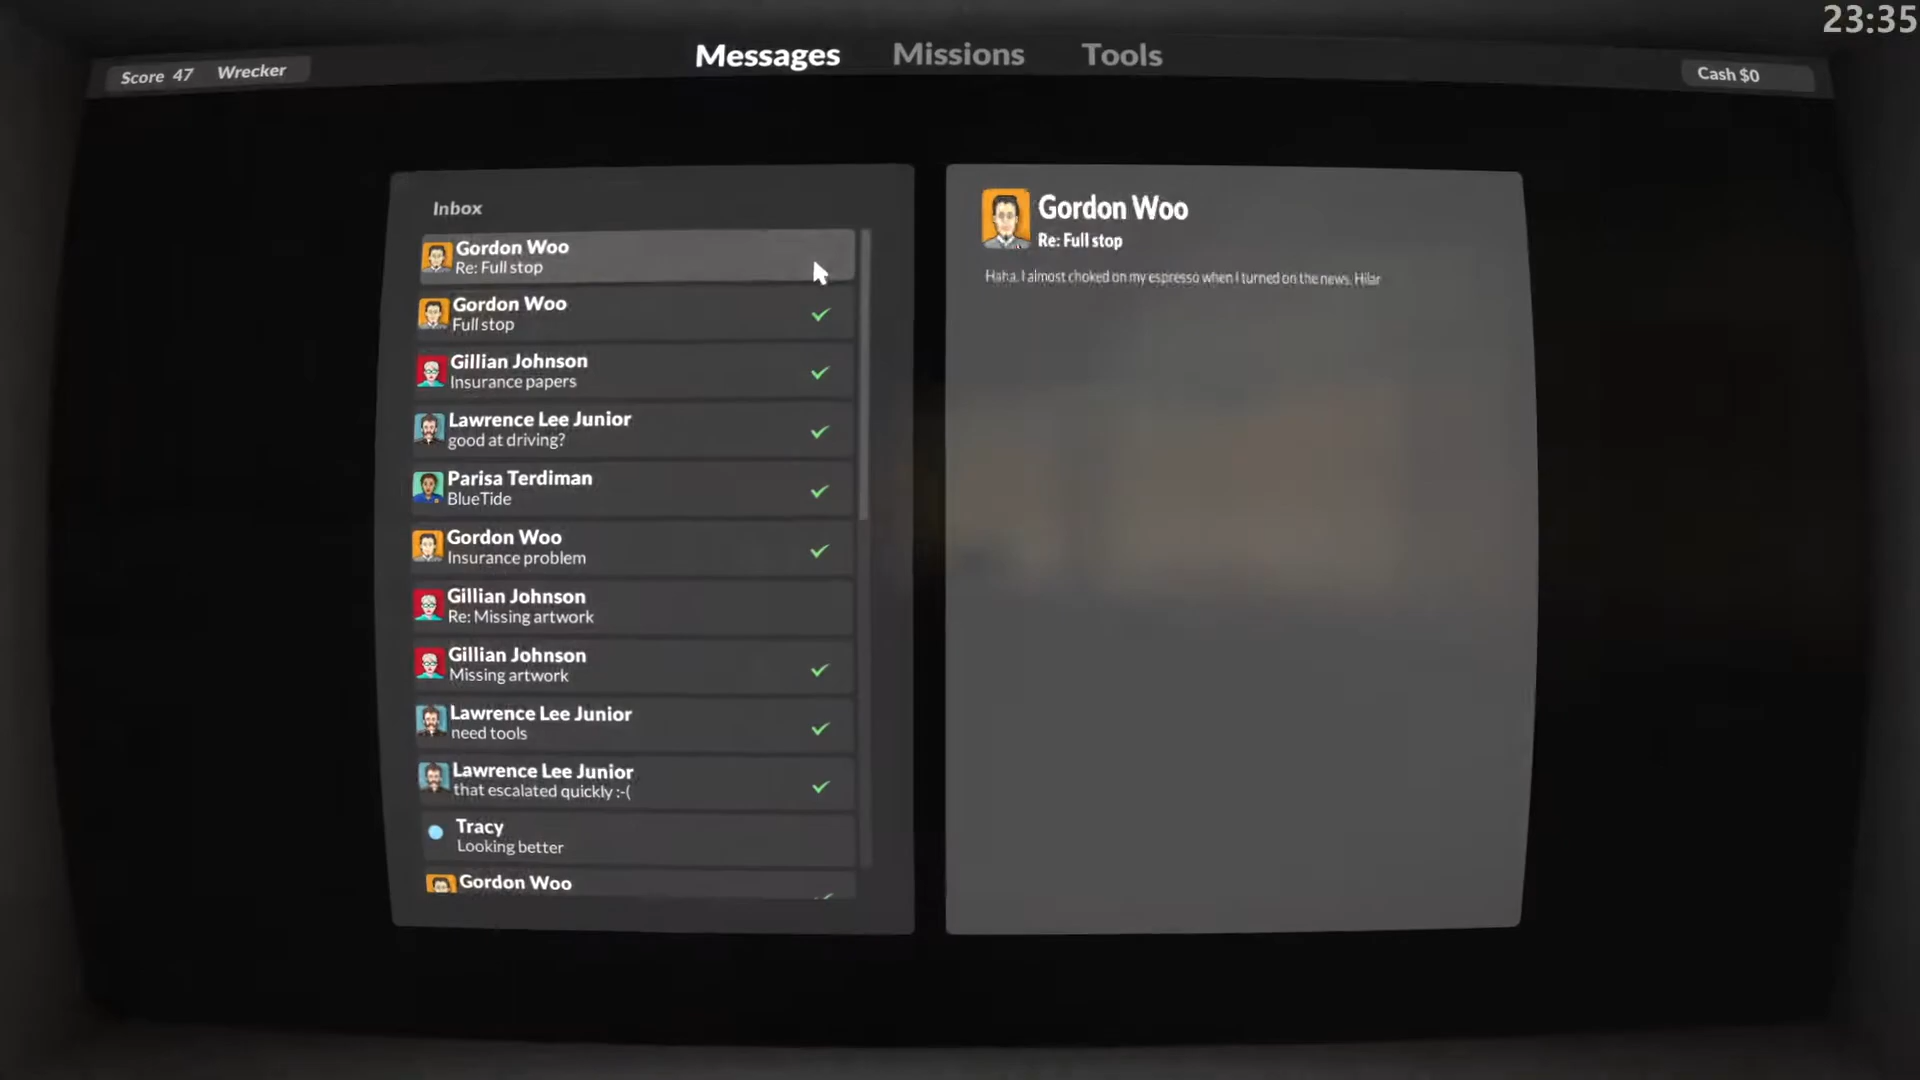 23:35
Score 47 Wrecker
Messages Missions Tools
Cash $0
Inbox
Gordon Woo
Re: Full stop
Gordon Woo
Full stop
Gillian Johnson
Insurance papers
Lawrence Lee Junior
good at driving?
Parisa Terdiman
BlueTide
Gordon Woo
Insurance problem
Gillian Johnson
Re: Missing artwork
Gillian Johnson
Missing artwork
Lawrence Lee Junior
need tools
Lawrence Lee Junior
that escalated quickly :-(
Tracy
Looking better
Gordon Woo
Gordon Woo
Re: Full stop
Haha. I almost choked on my espresso when I turned on the news. Hilar